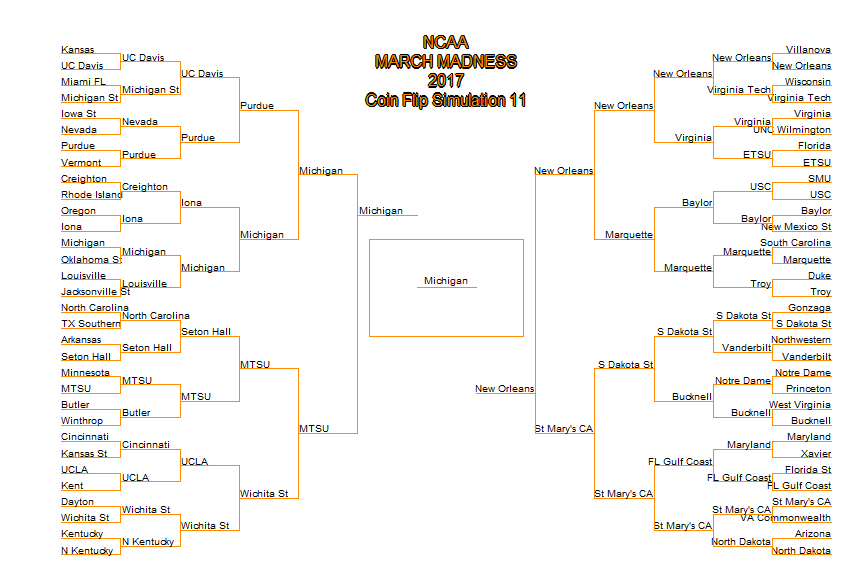 NCAA
MARCH MADNESS
2017
Coin Flip Simulation 11
Kansas
UC Davis
Miami FL
Michigan St
Iowa St
Nevada
Purdue
Vermont
Creighton
Rhode Island
Oregon
Iona
Michigan
Oklahoma St
Louisville
Jacksonville St
North Carolina
TX Southern
Arkansas
Seton Hall
Minnesota
MTSU
Butler
Winthrop
Cincinnati
Kansas St
UCLA
Kent
Dayton
Wichita St
Kentucky
N Kentucky
UC Davis
Michigan St
Nevada
Purdue
Creighton
Iona
Michigan
Louisville
North Carolina
Seton Hall
MTSU
Butler
Cincinnati
UCLA
Wichita St
N Kentucky
UC Davis
Purdue
Iona
Michigan
Seton Hall
MTSU
UCLA
Wichita St
Purdue
Michigan
MTSU
Wichita St
Michigan
MTSU
Michigan
Michigan
New Orleans
New Orleans
St Mary's CA
New Orleans
Marquette
S Dakota St
St Mary's CA
New Orleans
Virginia
Baylor
Marquette
S Dakota St
Bucknell
FL Gulf Coast
St Mary's CA
New Orleans
Virginia Tech
Virginia
ETSU
USC
Baylor
Marquette
Troy
S Dakota St
Vanderbilt
Notre Dame
Bucknell
Maryland
FL Gulf Coast
St Mary's CA
North Dakota
Villanova
New Orleans
Wisconsin
Virginia Tech
Virginia
UNC Wilmington
Florida
ETSU
SMU
USC
Baylor
New Mexico St
South Carolina
Marquette
Duke
Troy
Gonzaga
S Dakota St
Northwestern
Vanderbilt
Notre Dame
Princeton
West Virginia
Bucknell
Maryland
Xavier
Florida St
FL Gulf Coast
St Mary's CA
VA Commonwealth
Arizona
North Dakota